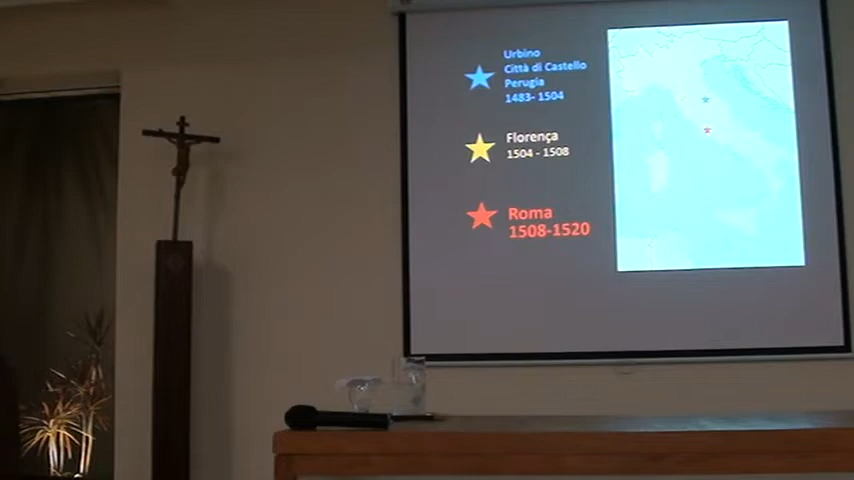 Urbino
Città di Castello
Perugia
1483- 1504
Florença
1504 - 1508
Roma
1508-1520